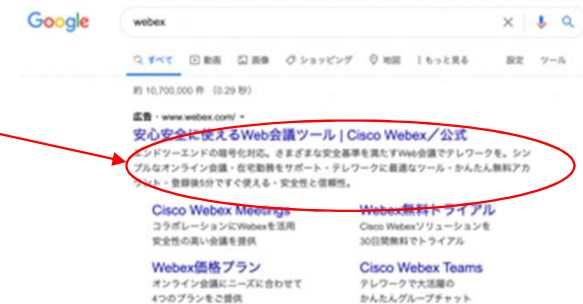 Google
webex
すべて 動画 画像 ショッピング 地図 もっと見る 設定 ツール
約 10,700,000 件 (0.29 秒)
広告・www.webex.com/
安心安全に使えるWeb会議ツール | Cisco Webex／公式
エンドツーエンドの暗号化対応。さまざまな安全基準を満たすWeb会議でテレワークを。シン
プルなオンライン会議・在宅勤務をサポート・テレワークに最適なツール・かんたん無料アカ
ウント・登録後5分ですぐ使える・安全性と信頼性。
Cisco Webex Meetings
コラボレーションにWebexを活用
安全性の高い会議を提供
Webex無料トライアル
Cisco Webexソリューションを
30日間無料でトライアル
Webex価格プラン
オンライン会議にニーズに合わせて
4つのプランをご提供
Cisco Webex Teams
テレワークで大活躍の
かんたんグループチャット